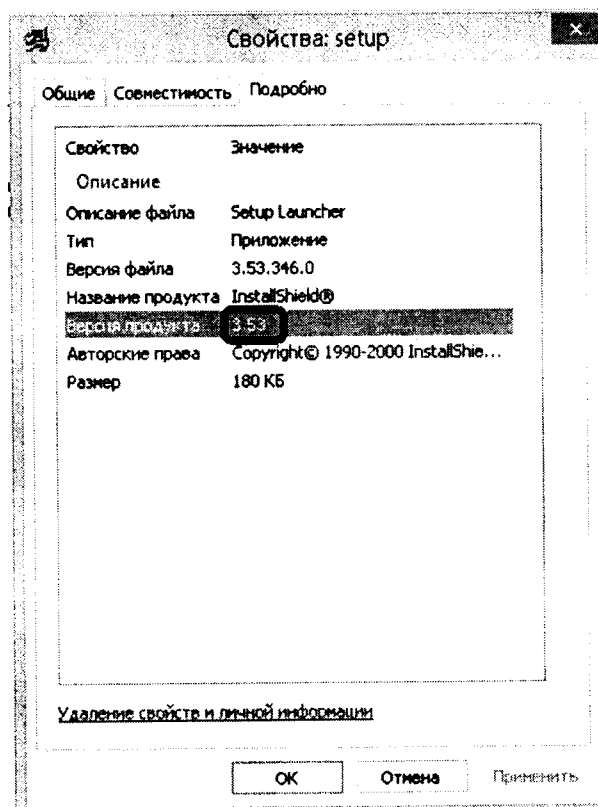 Свойства: setup
Общие Совместимость Подробно
Свойство Значение
Описание
Описание файла Setup Launcher
Тип Приложение
Версия файла 3.53.346.0
Название продукта InstallShield®
Версия продукта 3.53
Авторские права Copyright© 1990-2000 InstallShie...
Размер 180 КБ
Удаление свойств и личной информации
ОК Отмена Применить